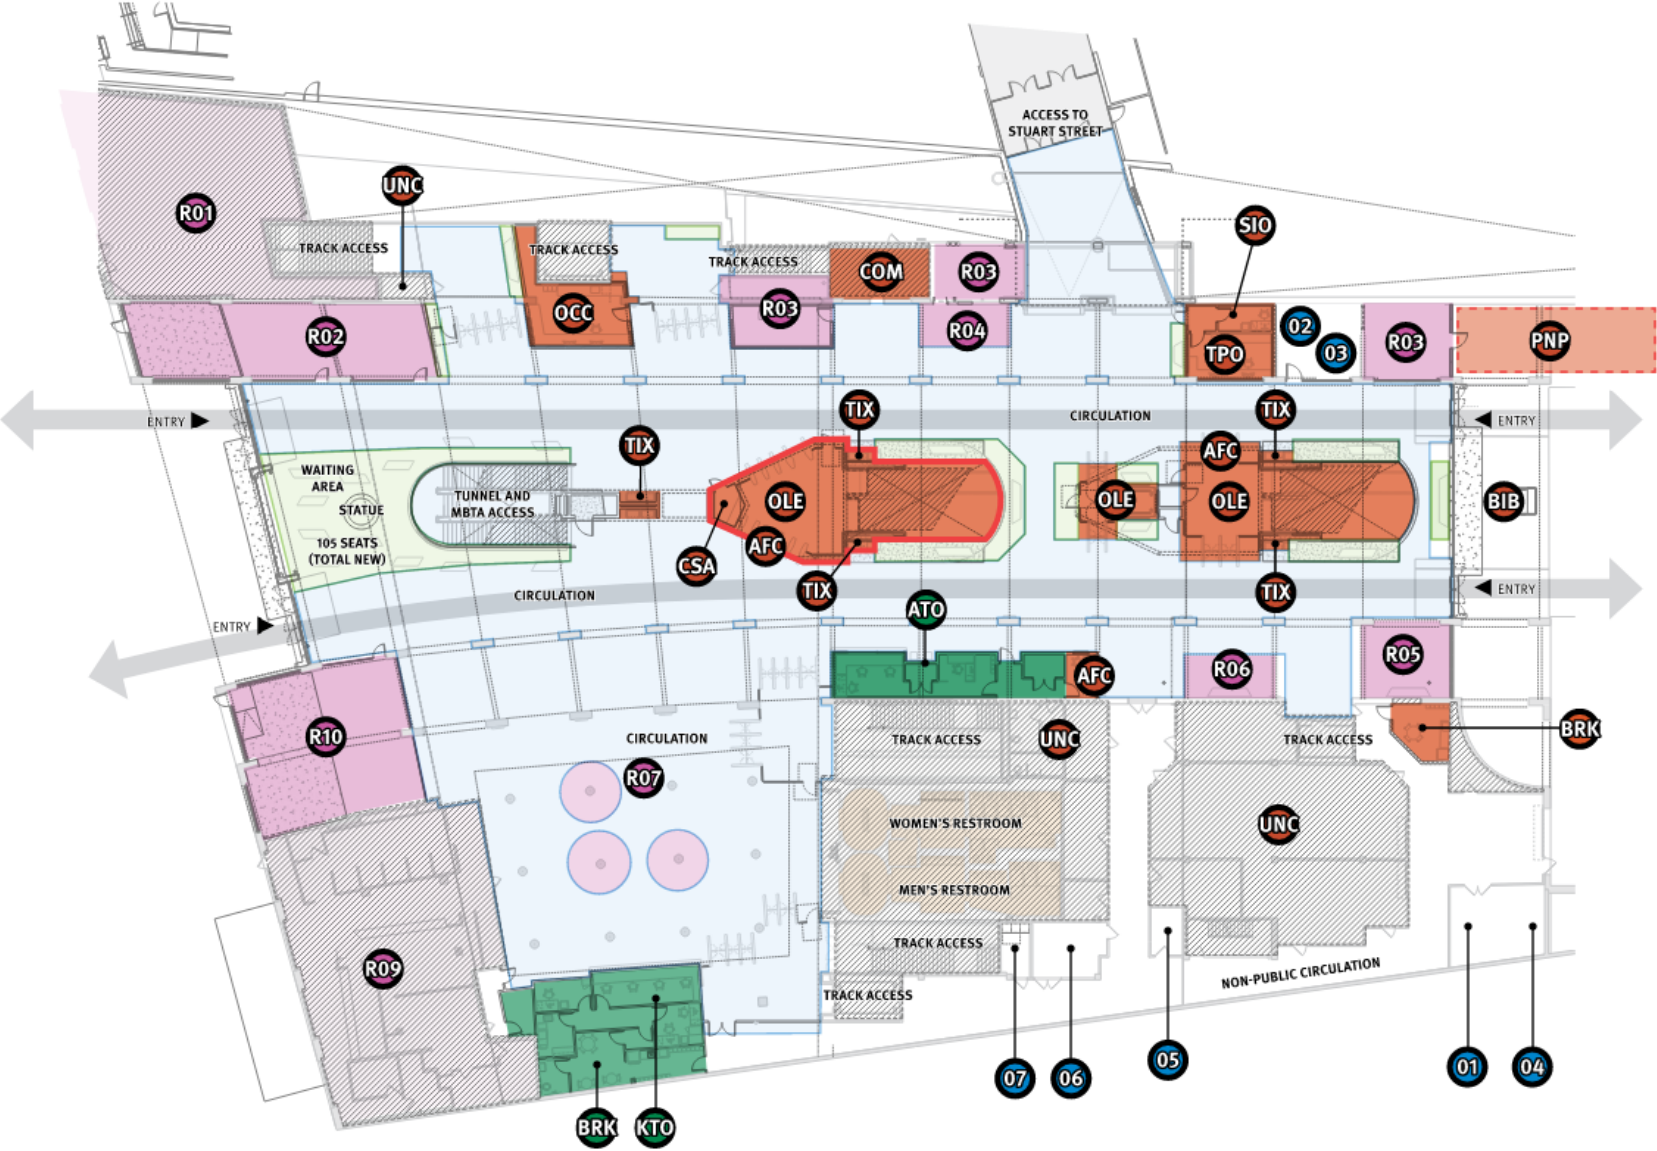 ACCESS TO
STUART STREET
UNC
R01
SIO
TRACK ACCESS
TRACK ACCESS
TRACK ACCESS
COM
R03
OCC
R03
R04
R02
TPO
02
03
R03
PNP
ENTRY
CIRCULATION
ENTRY
TIX
TIX
TIX
AFC
WAITING
AREA
STATUE
105 SEATS
(TOTAL NEW)
TUNNEL AND
MBTA ACCESS
OLE
OLE
OLE
BIB
AFC
CSA
TIX
TIX
CIRCULATION
ENTRY
ENTRY
ATO
AFC
R06
R05
R10
CIRCULATION
R07
TRACK ACCESS
UNC
TRACK ACCESS
BRK
WOMEN'S RESTROOM
MEN'S RESTROOM
UNC
R09
TRACK ACCESS
TRACK ACCESS
NON-PUBLIC CIRCULATION
07
06
05
01
04
BRK
KTO